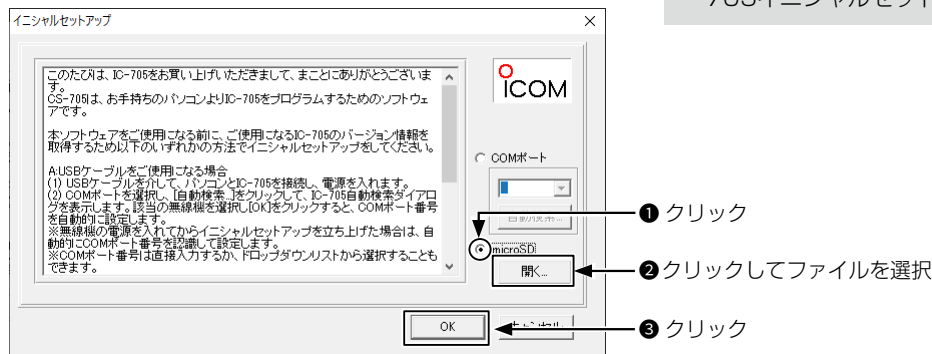 イニシャルセットアップ
このたびは、IC-705をお買い上げいただきまして、まことにありがとうございま
す。
CS-705は、お手持ちのパソコンよりIC-705をプログラムするためのソフトウェ
アです。
本ソフトウェアをご使用になる前に、ご使用になるIC-705のバージョン情報を
取得するため以下のいずれかの方法でイニシャルセットアップをしてください。
A:USBケーブルをご使用になる場合
(1) USBケーブルを介して、パソコンとIC-705を接続し、電源を入れます。
(2) COMポートを選択し、[自動検索...]をクリックして、IC-705自動検索ダイアロ
グを表示します。該当の無線機を選択し[OK]をクリックすると、COMポート番号
を自動的に設定します。
※無線機の電源を入れてからイニシャルセットアップを立ち上げた場合は、自
動的にCOMポート番号を認識して設定します。
※COMポート番号は直接入力するか、ドロップダウンリストから選択することも
できます。
ICOM
COMポート
自動検索...
microSD
開く...
OK
キャンセル
❶ クリック
❷クリックしてファイルを選択
❸ クリック